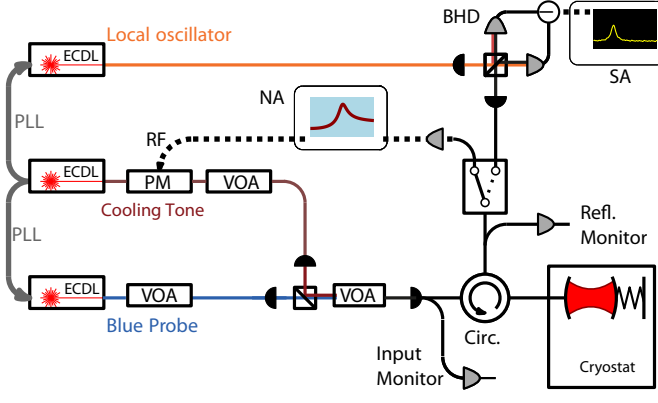 BHD
Local oscillator
ECDL
SA
NA
PLL
RF
ECDL
PM
VOA
Cooling Tone
PLL
Refl.
Monitor
ECDL
VOA
VOA
Blue Probe
Circ.
Input
Monitor
Cryostat